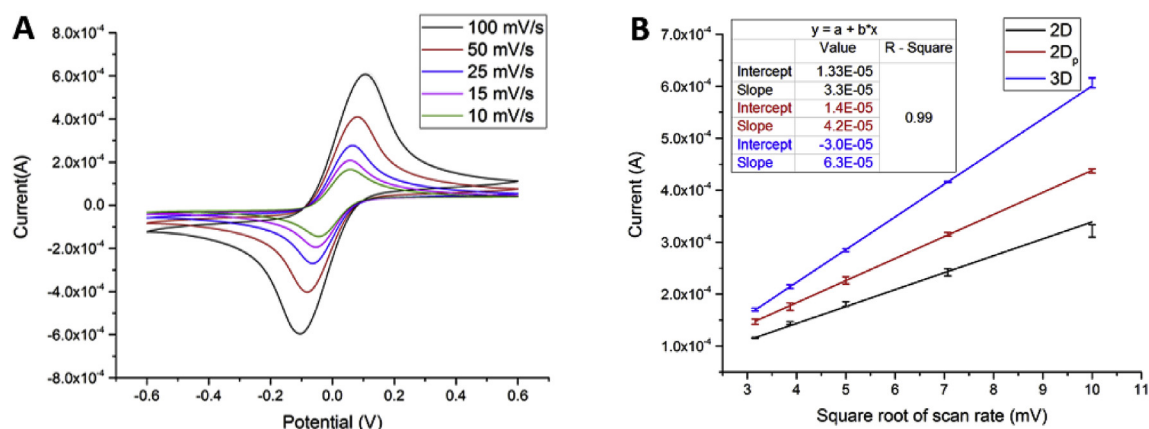 A
8.0x10-4
6.0x10-4
4.0x10-4
2.0x10-4
0.0
-2.0x10-4
-4.0x10-4
-6.0x10-4
-8.0x10-4
Current(A)
100 mV/s
50 mV/s
25 mV/s
15 mV/s
10 mV/s
-0.6 -0.4 -0.2 0.0 0.2 0.4 0.6
Potential (V)
B
7.0x10-4
6.0x10-4
5.0x10-4
4.0x10-4
3.0x10-4
2.0x10-4
1.0x10-4
Current (A)
y = a + b*x
Value R - Square
Intercept 1.33E-05
Slope 3.3E-05
Intercept 1.4E-05
Slope 4.2E-05
Intercept -3.0E-05
Slope 6.3E-05
0.99
2D
2Dp
3D
3 4 5 6 7 8 9 10 11
Square root of scan rate (mV)